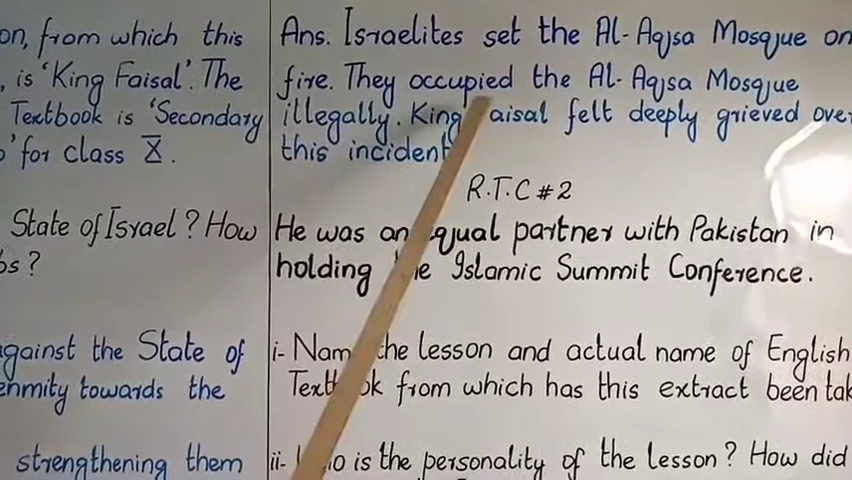 on, from which this
, is 'King Faisal'. The
Textbook is 'Secondary
' for class X.
State of Israel? How
bs?
against the State of
enmity towards the
strengthening them
Ans. Israelites set the Al-Aqsa Mosque on
fire. They occupied the Al-Aqsa Mosque
illegally. King aisal felt deeply grieved over
this incident
R.T.C #2
He was an qual partner with Pakistan in
holding the Islamic Summit Conference.
i- Nam the lesson and actual name of English
Text ok from which has this extract been tak
ii- o is the personality of the lesson? How did